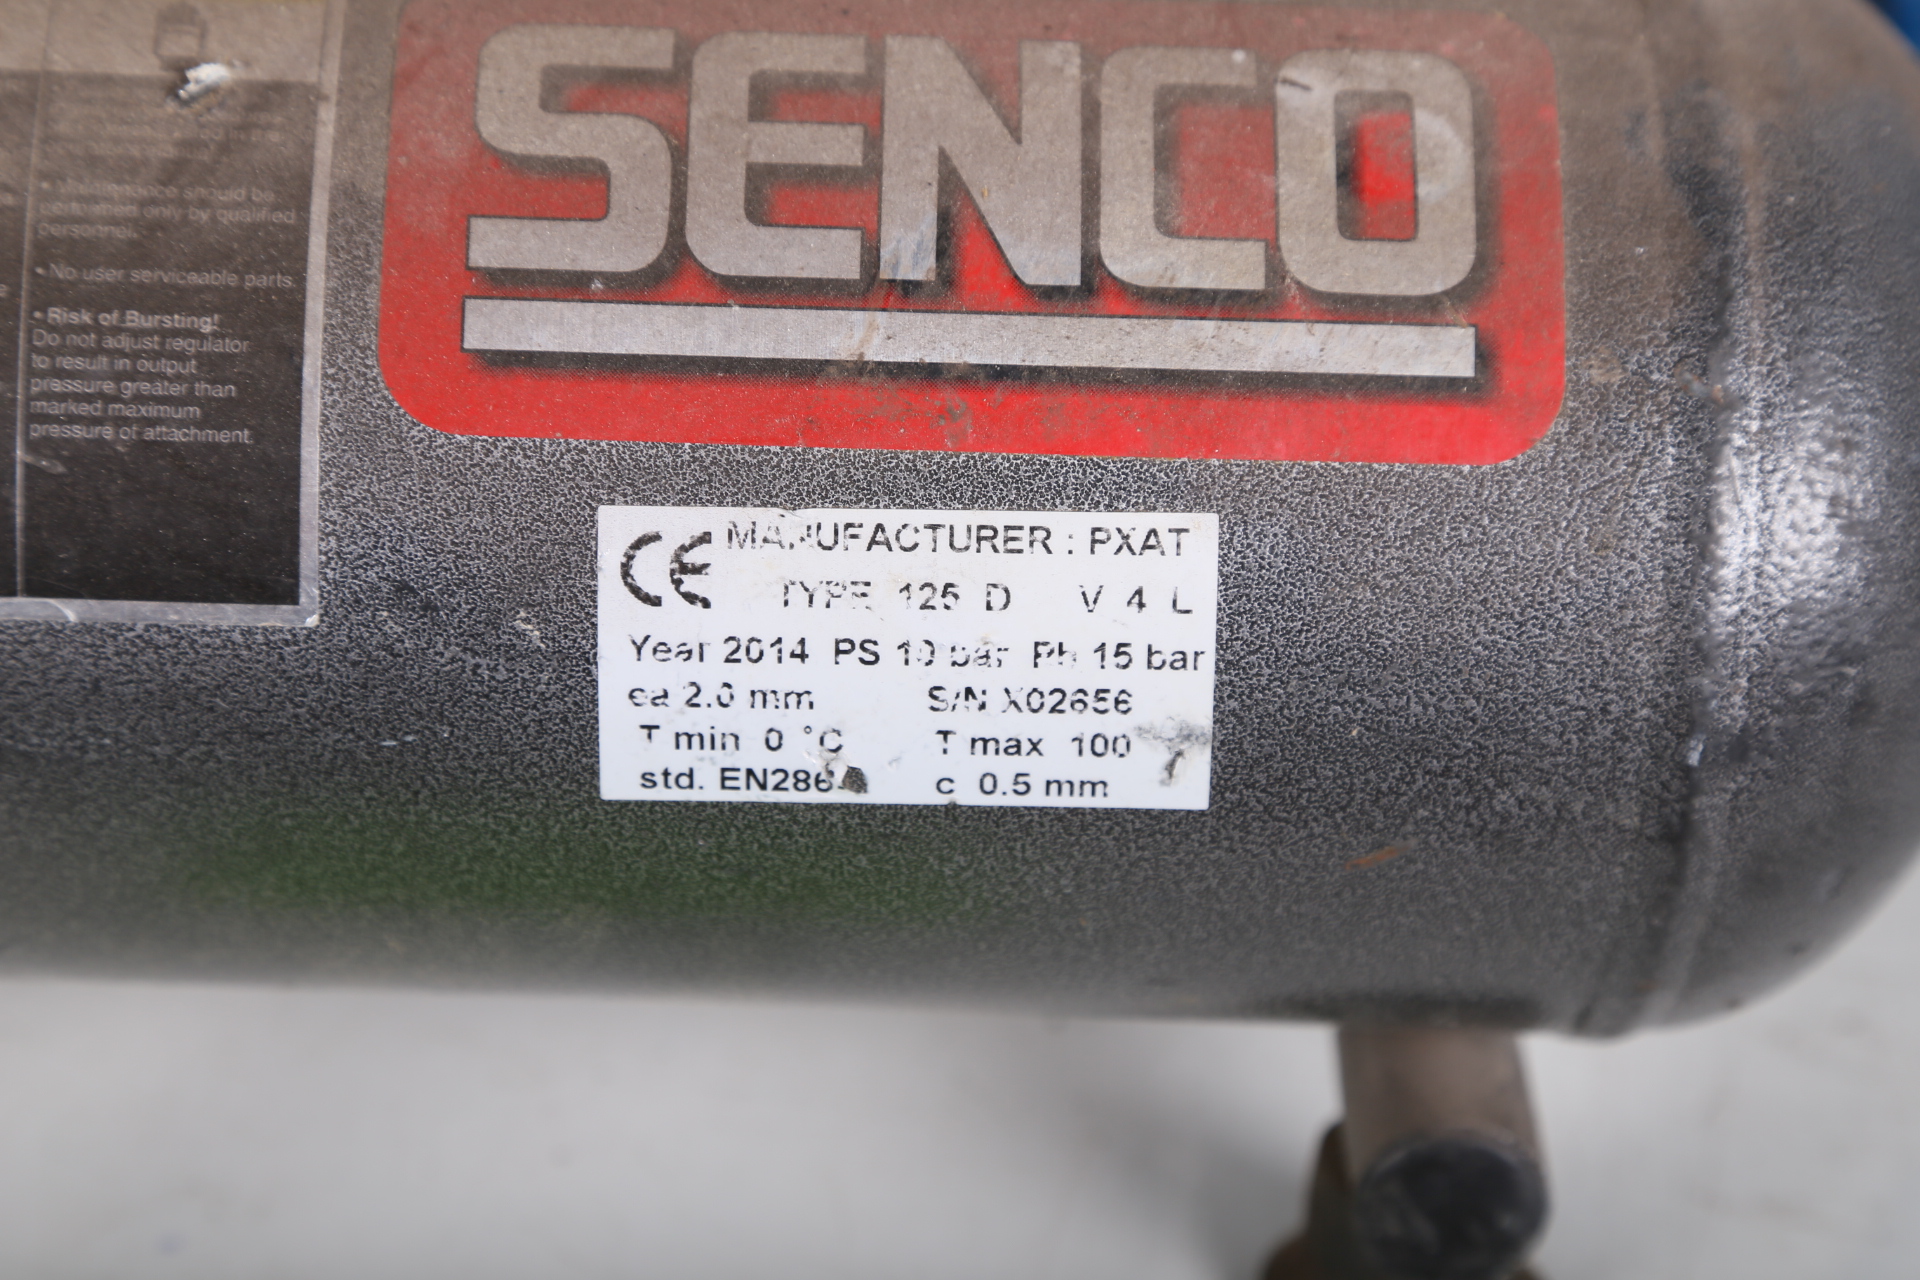 SENCO
• Maintenance should be
performed only by qualified
personnel.
• No user serviceable parts.
• Risk of Bursting!
Do not adjust regulator
to result in output
pressure greater than
marked maximum
pressure of attachment.
CE MANUFACTURER : PXAT
TYPE 125 D V 4 L
Year 2014 PS 10 bar Ph 15 bar
ea 2.0 mm S/N X02656
T min 0 °C T max 100
std. c 0.5 mm